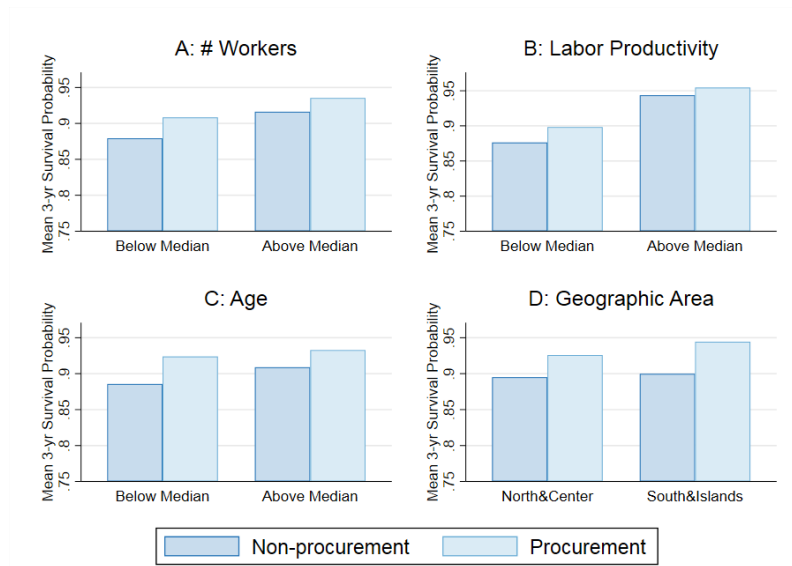 A: # Workers
Mean 3-yr Survival Probability
.75 .8 .85 .9 .95
Below Median Above Median
B: Labor Productivity
Mean 3-yr Survival Probability
.75 .8 .85 .9 .95
Below Median Above Median
C: Age
Mean 3-yr Survival Probability
.75 .8 .85 .9 .95
Below Median Above Median
D: Geographic Area
Mean 3-yr Survival Probability
.75 .8 .85 .9 .95
North&Center South&Islands
Non-procurement Procurement